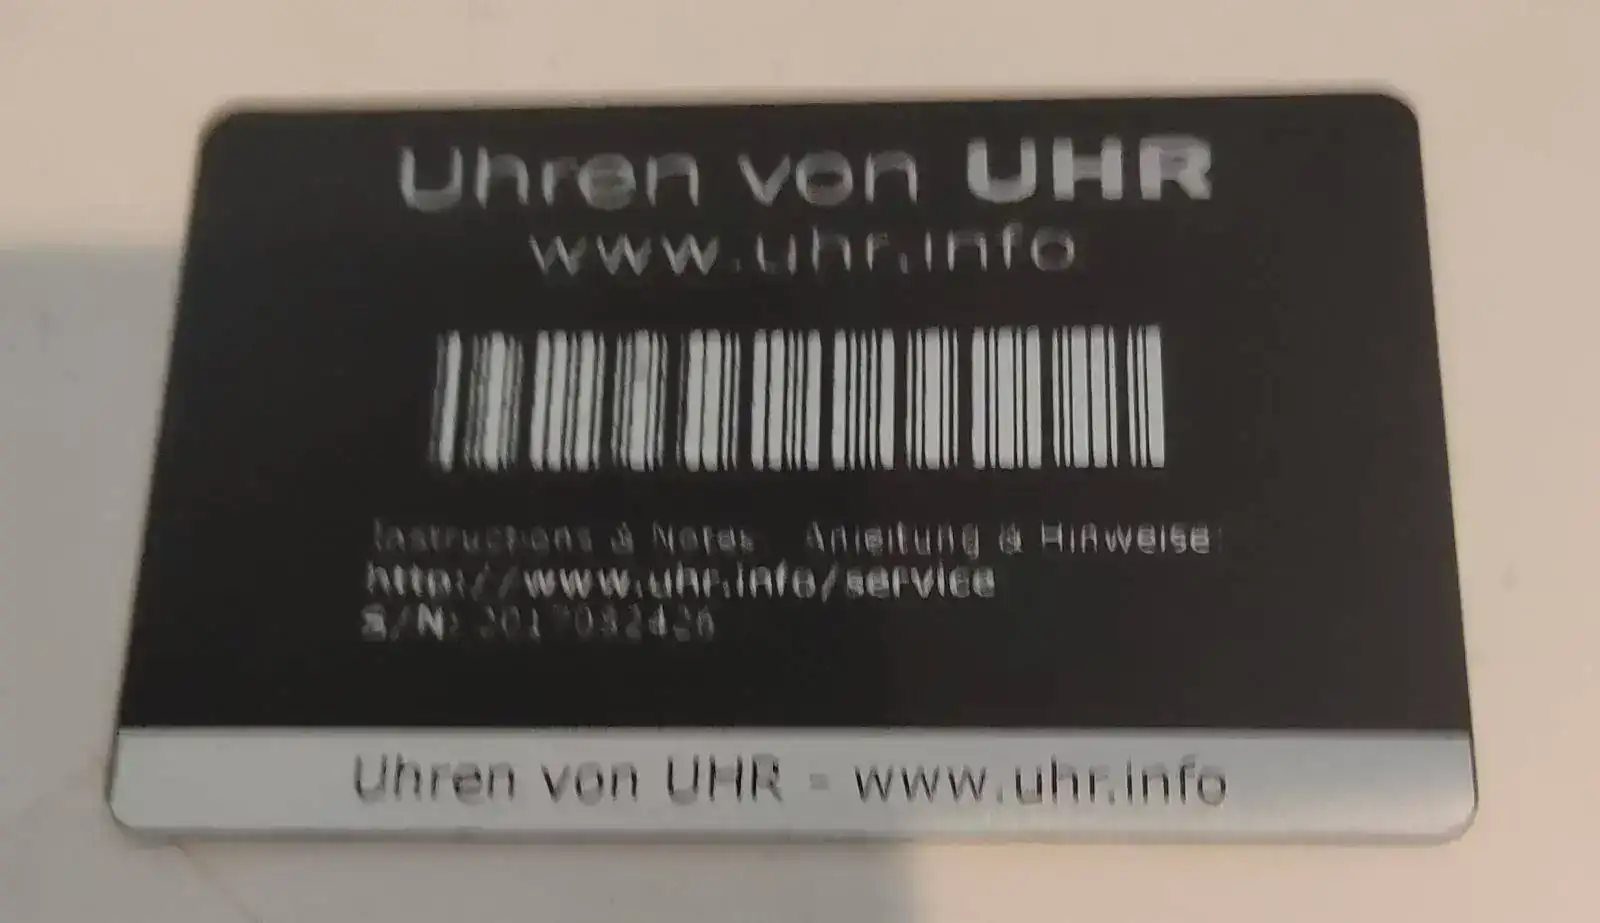 Uhren von UHR
www.uhr.info
Instructions & Notes: Anleitung & Hinweise:
http://www.uhr.info/service
S/N: 2017032426
Uhren von UHR - www.uhr.info